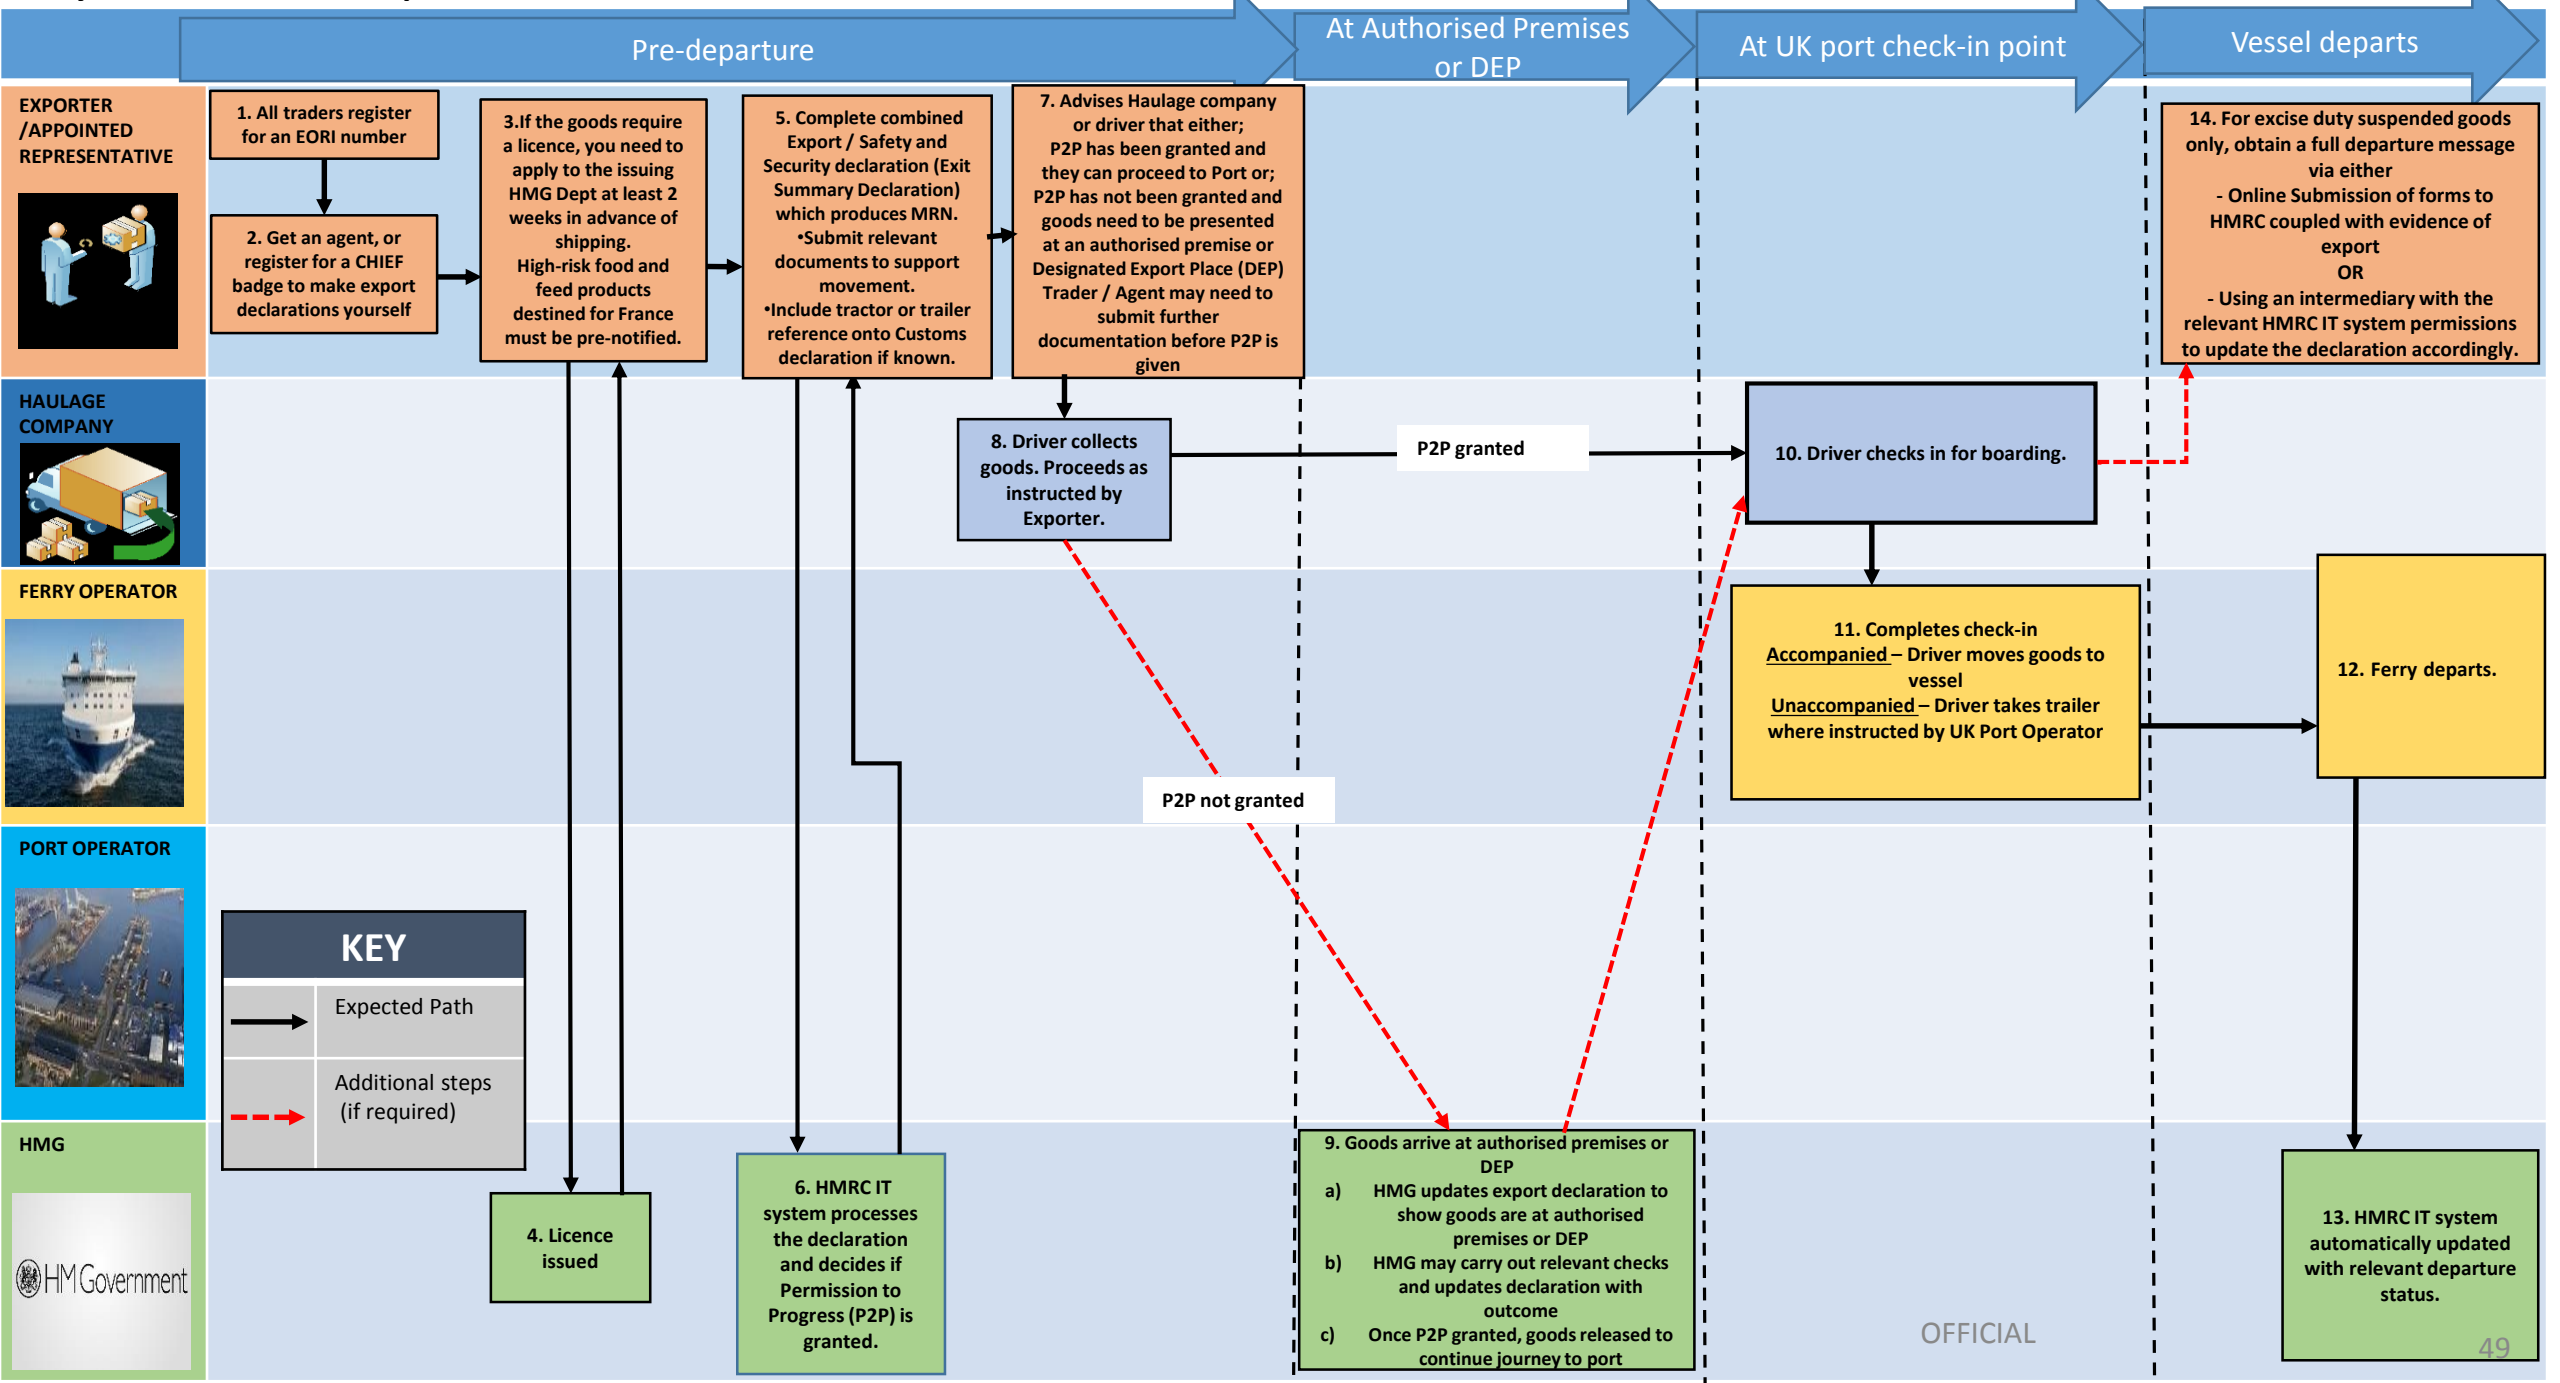 Pre-departure
At Authorised Premises
or DEP
At UK port check-in point
Vessel departs
EXPORTER
/APPOINTED
REPRESENTATIVE
1. All traders register
for an EORI number
2. Get an agent, or
register for a CHIEF
badge to make export
declarations yourself
3.If the goods require
a licence, you need to
apply to the issuing
HMG Dept at least 2
weeks in advance of
shipping.
High-risk food and
feed products
destined for France
must be pre-notified.
5. Complete combined
Export / Safety and
Security declaration (Exit
Summary Declaration)
which produces MRN.
•Submit relevant
documents to support
movement.
•Include tractor or trailer
reference onto Customs
declaration if known.
7. Advises Haulage company
or driver that either;
P2P has been granted and
they can proceed to Port or;
P2P has not been granted and
goods need to be presented
at an authorised premise or
Designated Export Place (DEP)
Trader / Agent may need to
submit further
documentation before P2P is
given
14. For excise duty suspended goods
only, obtain a full departure message
via either
- Online Submission of forms to
HMRC coupled with evidence of
export
OR
- Using an intermediary with the
relevant HMRC IT system permissions
to update the declaration accordingly.
HAULAGE
COMPANY
8. Driver collects
goods. Proceeds as
instructed by
Exporter.
P2P granted
10. Driver checks in for boarding.
FERRY OPERATOR
11. Completes check-in
Accompanied – Driver moves goods to
vessel
Unaccompanied – Driver takes trailer
where instructed by UK Port Operator
12. Ferry departs.
P2P not granted
PORT OPERATOR
KEY
Expected Path
Additional steps
(if required)
HMG
HM Government
4. Licence
issued
6. HMRC IT
system processes
the declaration
and decides if
Permission to
Progress (P2P) is
granted.
9. Goods arrive at authorised premises or
DEP
a) HMG updates export declaration to
show goods are at authorised
premises or DEP
b) HMG may carry out relevant checks
and updates declaration with
outcome
c) Once P2P granted, goods released to
continue journey to port
13. HMRC IT system
automatically updated
with relevant departure
status.
OFFICIAL
49